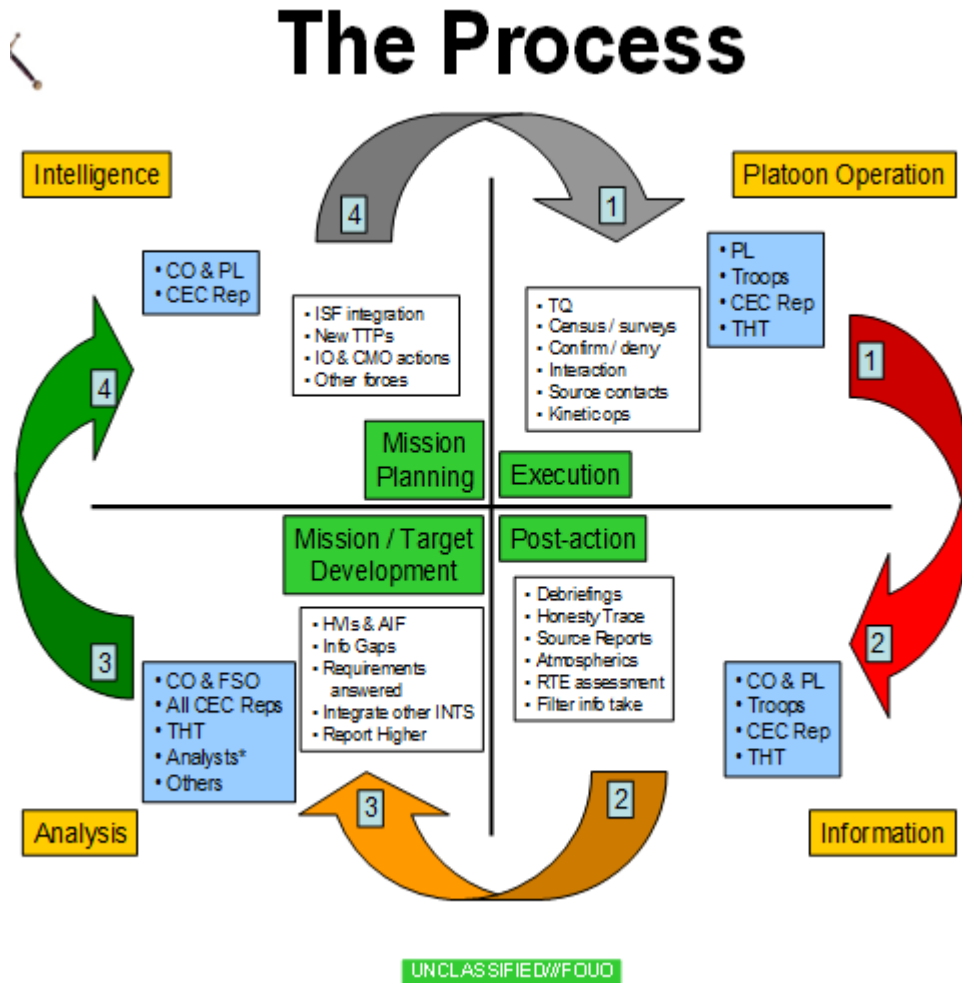 The Process
Intelligence
4
1
Platoon Operation
• CO & PL
• CEC Rep
• ISF integration
• New TTPs
• IO & CMO actions
• Other forces
• TQ
• Census / surveys
• Confirm / deny
• Interaction
• Source contacts
• Kinetic ops
• PL
• Troops
• CEC Rep
• THT
4
1
Mission
Planning
Execution
Mission / Target
Development
Post-action
3
2
• CO & FSO
• All CEC Reps
• THT
• Analysts*
• Others
• HVIs & AIF
• Info Gaps
• Requirements
answered
• Integrate other INTS
• Report Higher
• Debriefings
• Honesty Trace
• Source Reports
• Atmospherics
• RTE assessment
• Filter info take
• CO & PL
• Troops
• CEC Rep
• THT
3
2
Analysis
Information
UNCLASSIFIED//FOUO